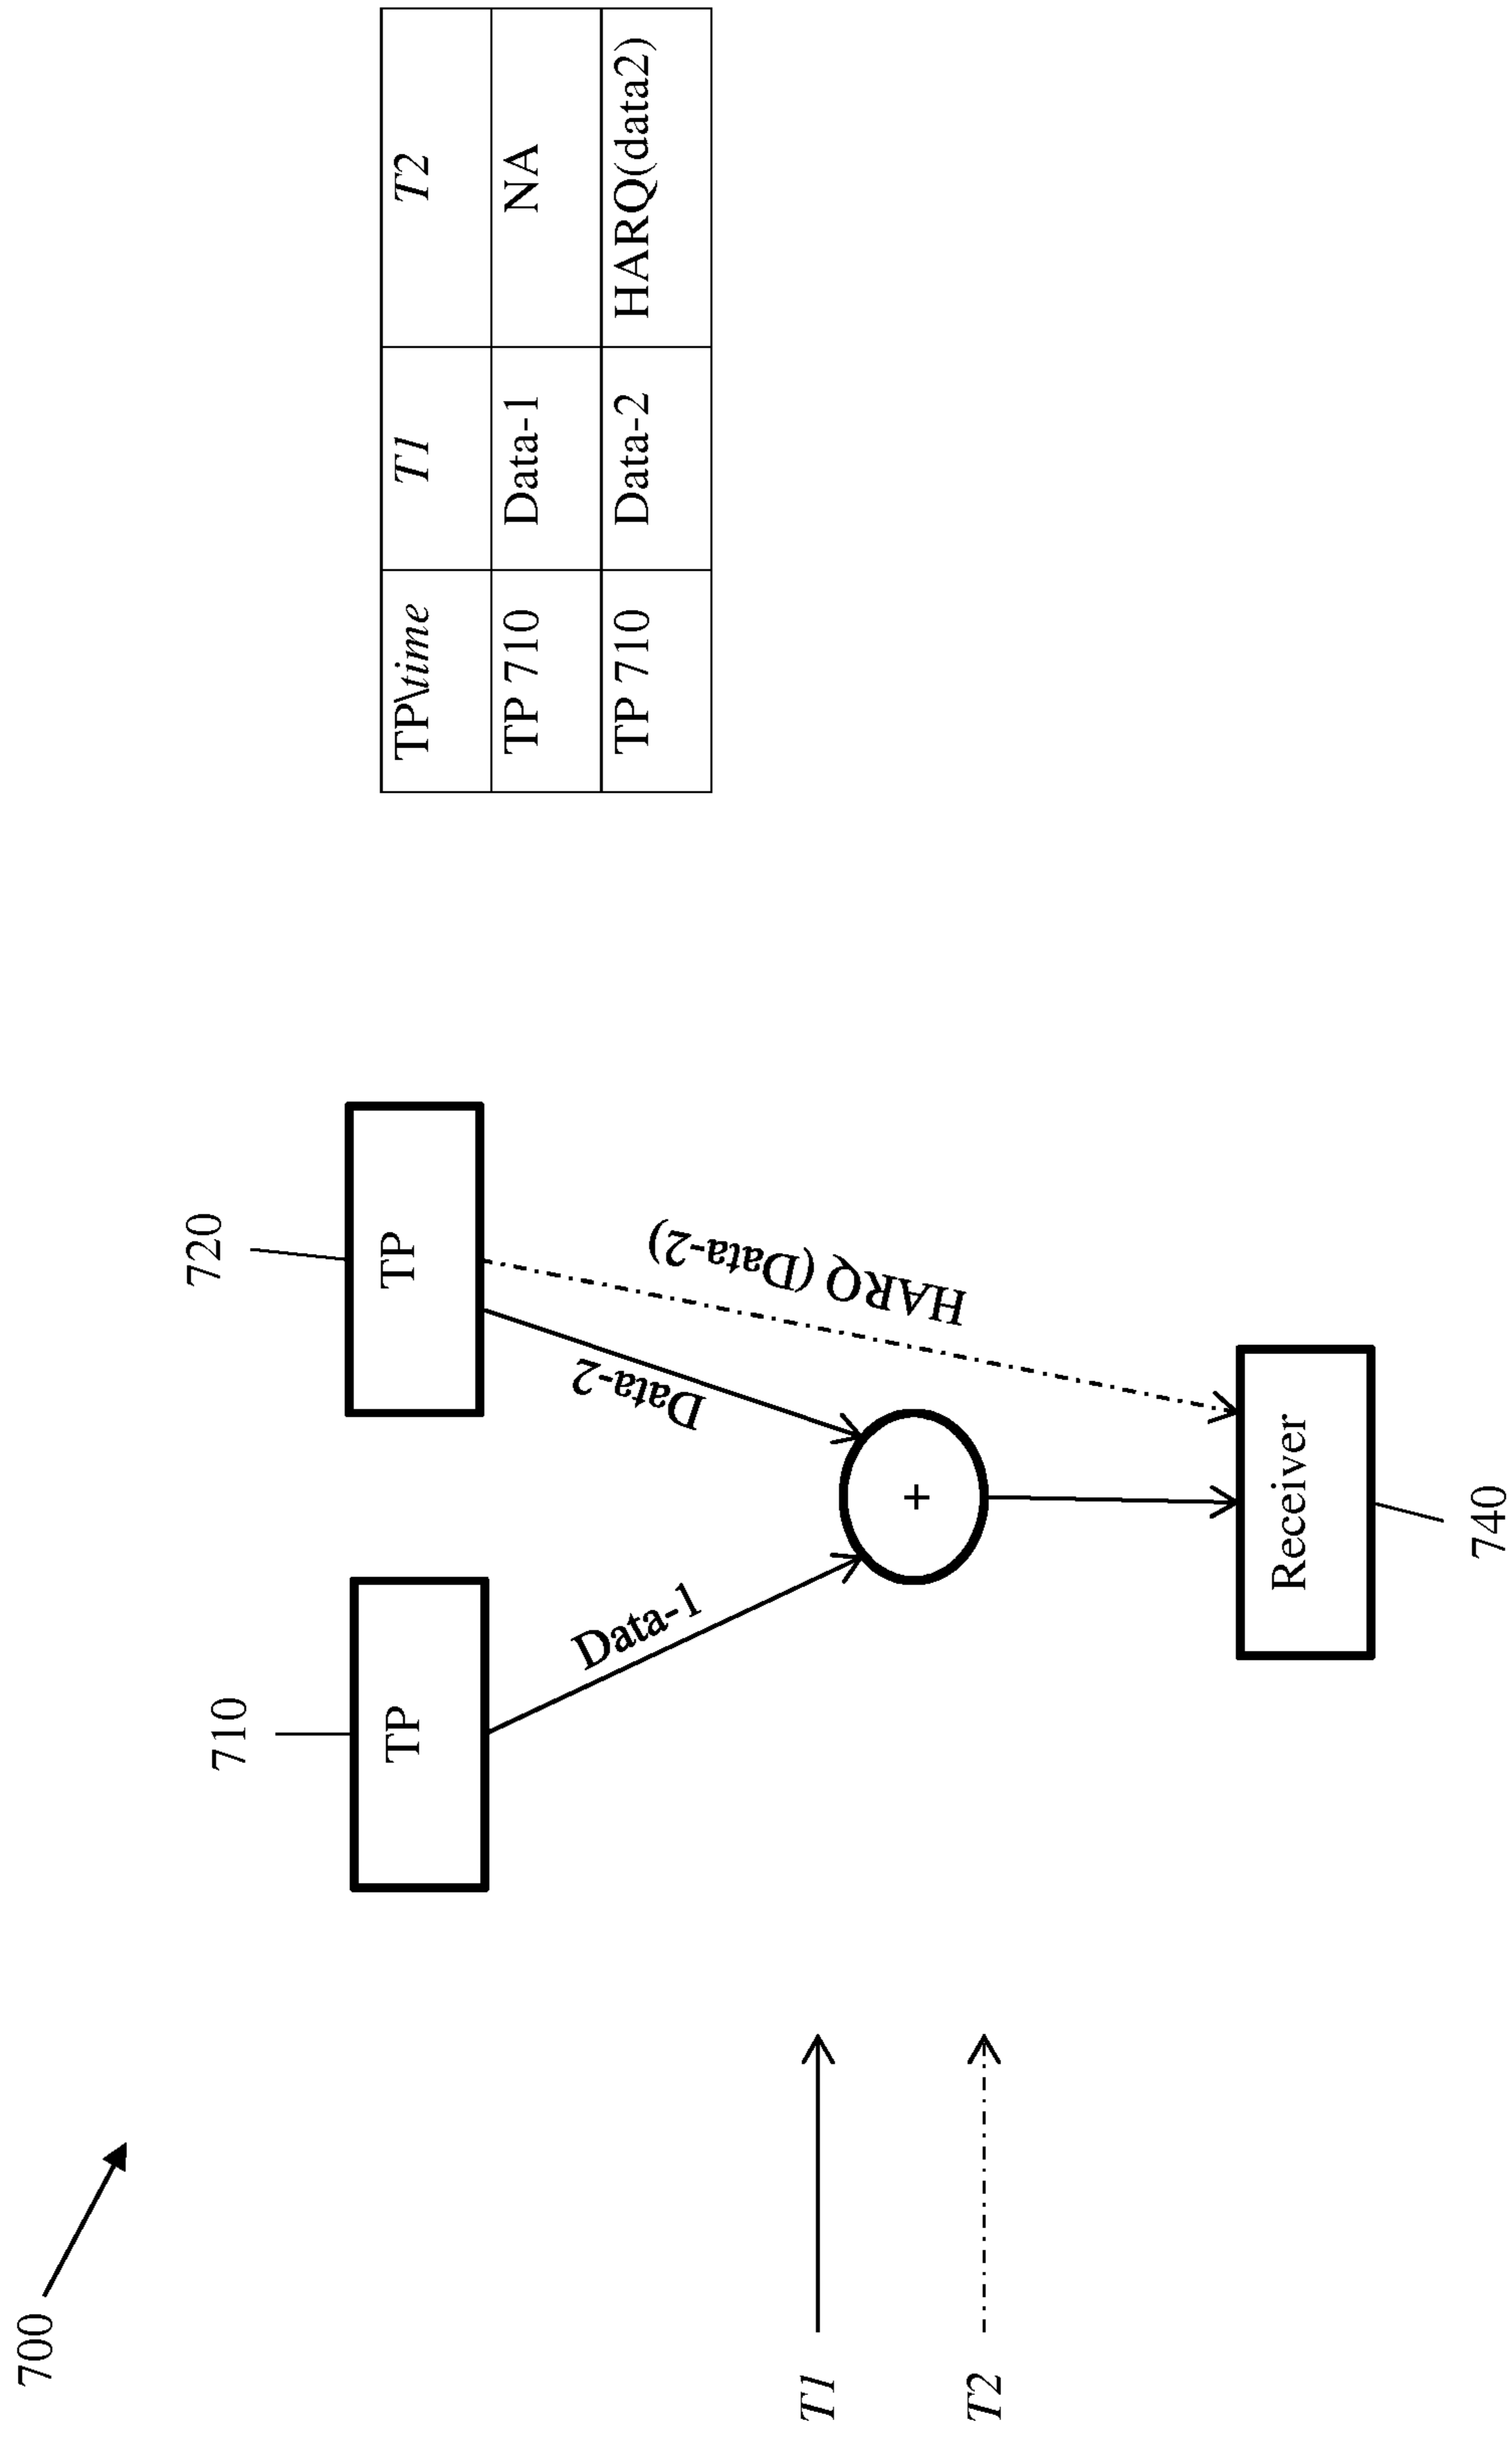 700
710
720
TP
TP
Data-1
Data-2
HARQ (Data-2)
T1
T2
+
Receiver
740
TP\time T1 T2
TP 710 Data-1 NA
TP 710 Data-2 HARQ(data2)